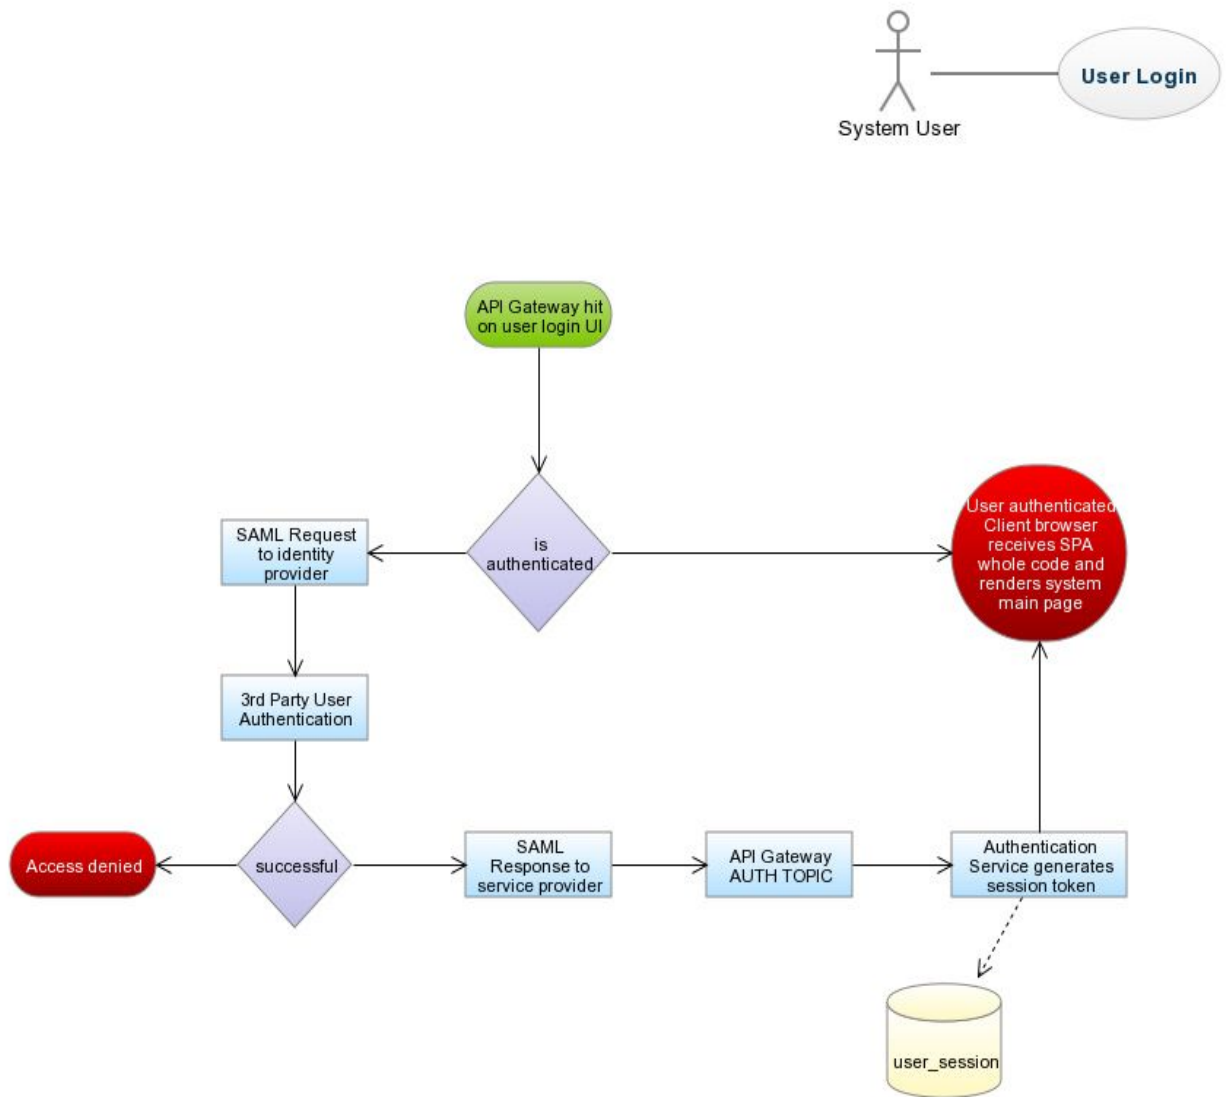 User Login
System User
API Gateway hit
on user login UI
is
authenticated
SAML Request
to identity
provider
User authenticated
Client browser
receives SPA
whole code and
renders system
main page
3rd Party User
Authentication
Access denied
successful
SAML
Response to
service provider
API Gateway
AUTH TOPIC
Authentication
Service generates
session token
user_session